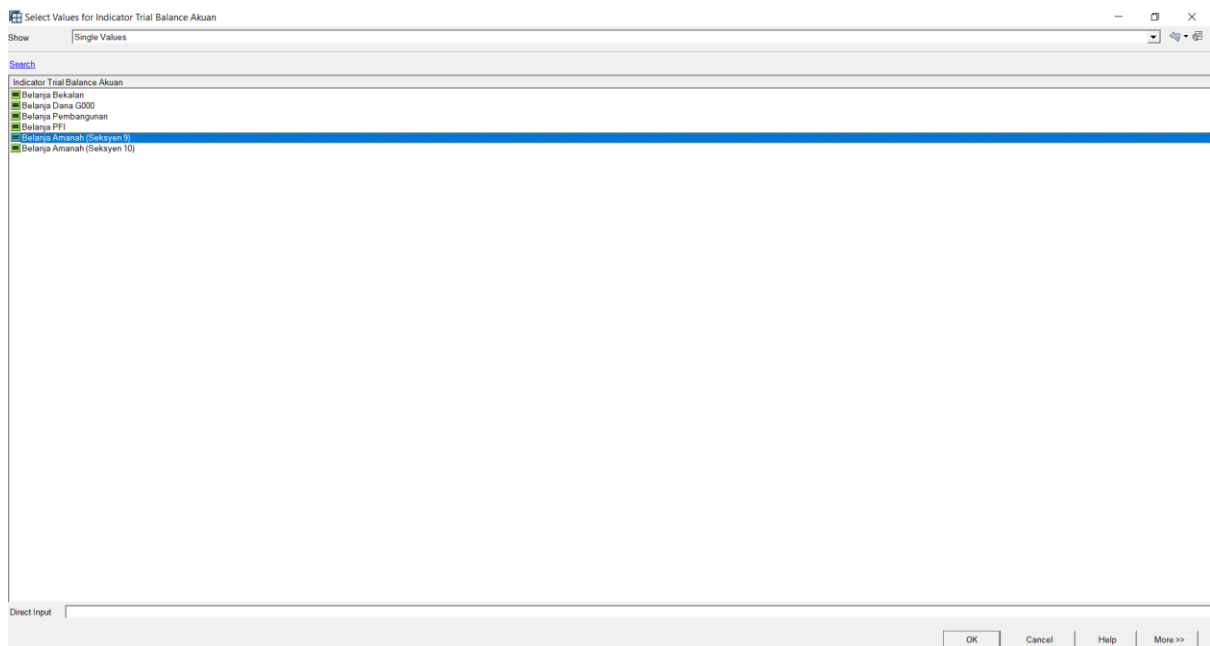 Select Values for Indicator Trial Balance Akuan
Show Single Values
Search
Indicator Trial Balance Akuan
Belanja Bekalan
Belanja Dana G000
Belanja Pembangunan
Belanja PFI
Belanja Amanah (Seksyen 9)
Belanja Amanah (Seksyen 10)
Direct Input
OK Cancel Help More >>